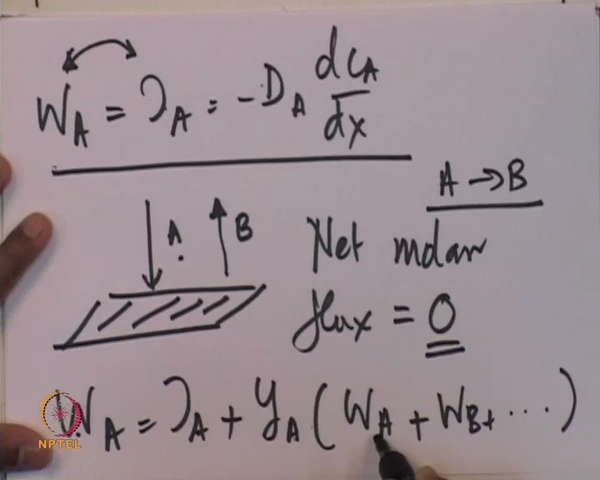 W_A = J_A = -D_A dC_A/dx
A → B
A B
Net molar
flux = 0
W_A = J_A + y_A (W_A + W_B + ....)
NPTEL